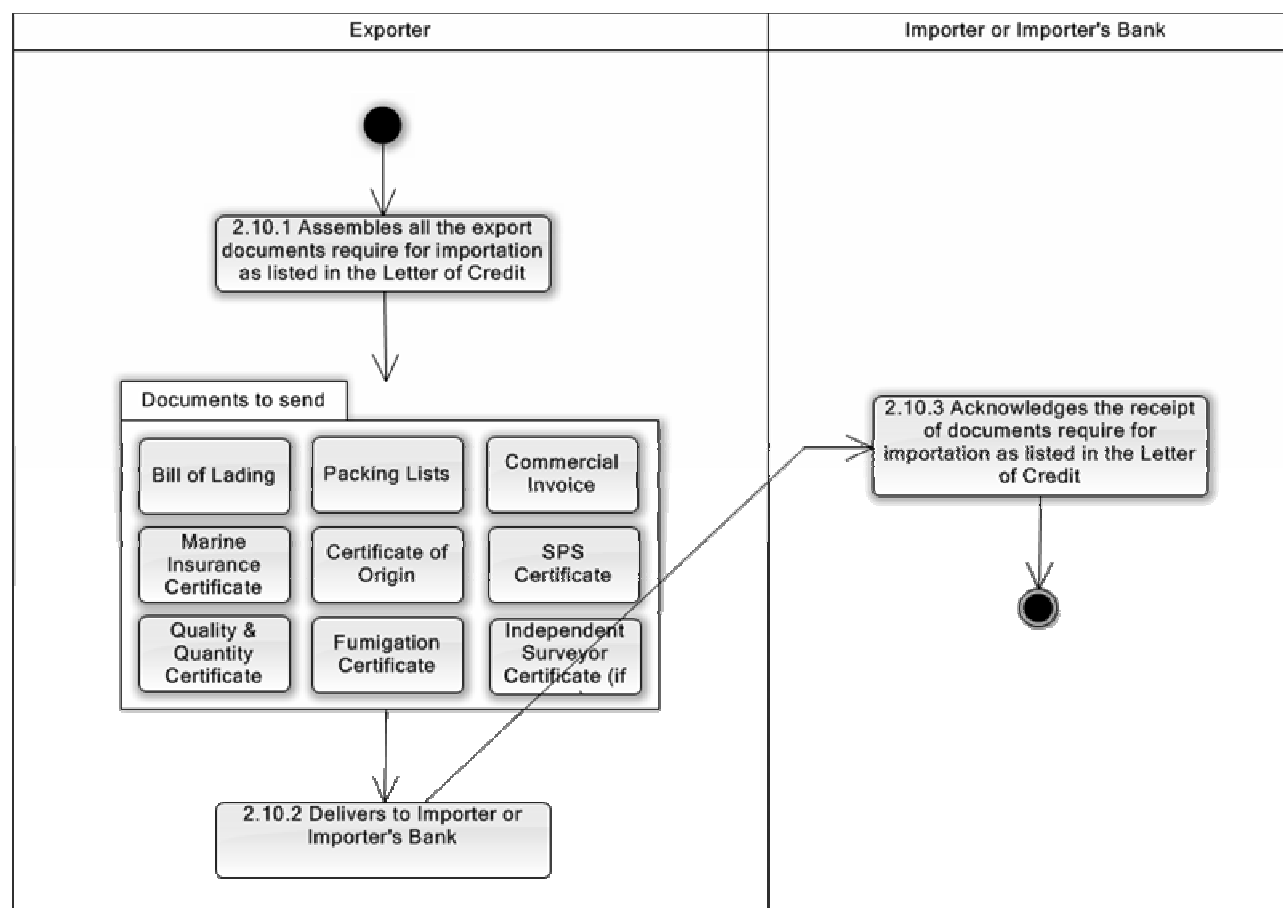 Exporter
Importer or Importer's Bank
2.10.1 Assembles all the export
documents require for importation
as listed in the Letter of Credit
Documents to send
Bill of Lading
Packing Lists
Commercial
Invoice
Marine
Insurance
Certificate
Certificate of
Origin
SPS
Certificate
Quality &
Quantity
Certificate
Fumigation
Certificate
Independent
Surveyor
Certificate (if
2.10.2 Delivers to Importer or
Importer's Bank
2.10.3 Acknowledges the receipt
of documents require for
importation as listed in the Letter
of Credit